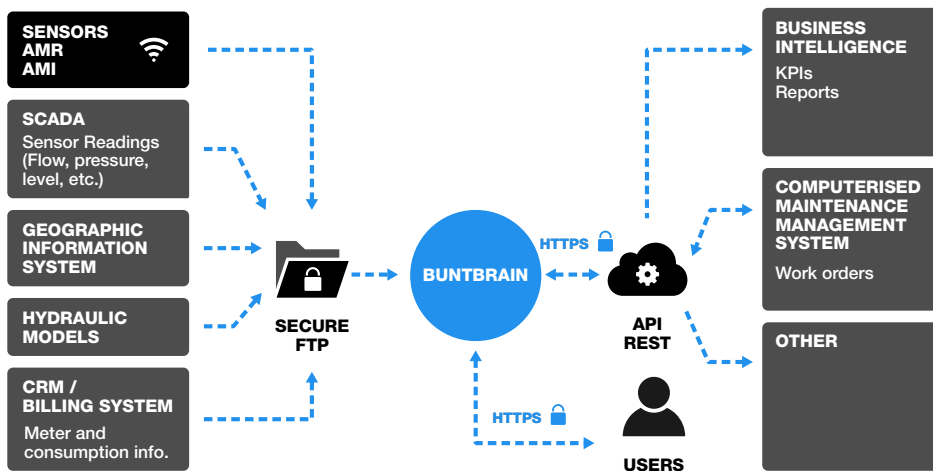 SENSORS
AMR
AMI
SCADA
Sensor Readings
(Flow, pressure,
level, etc.)
GEOGRAPHIC
INFORMATION
SYSTEM
HYDRAULIC
MODELS
CRM /
BILLING SYSTEM
Meter and
consumption info.
SECURE
FTP
BUNTBRAIN
HTTPS
API
REST
HTTPS
USERS
BUSINESS
INTELLIGENCE
KPIs
Reports
COMPUTERISED
MAINTENANCE
MANAGEMENT
SYSTEM
Work orders
OTHER